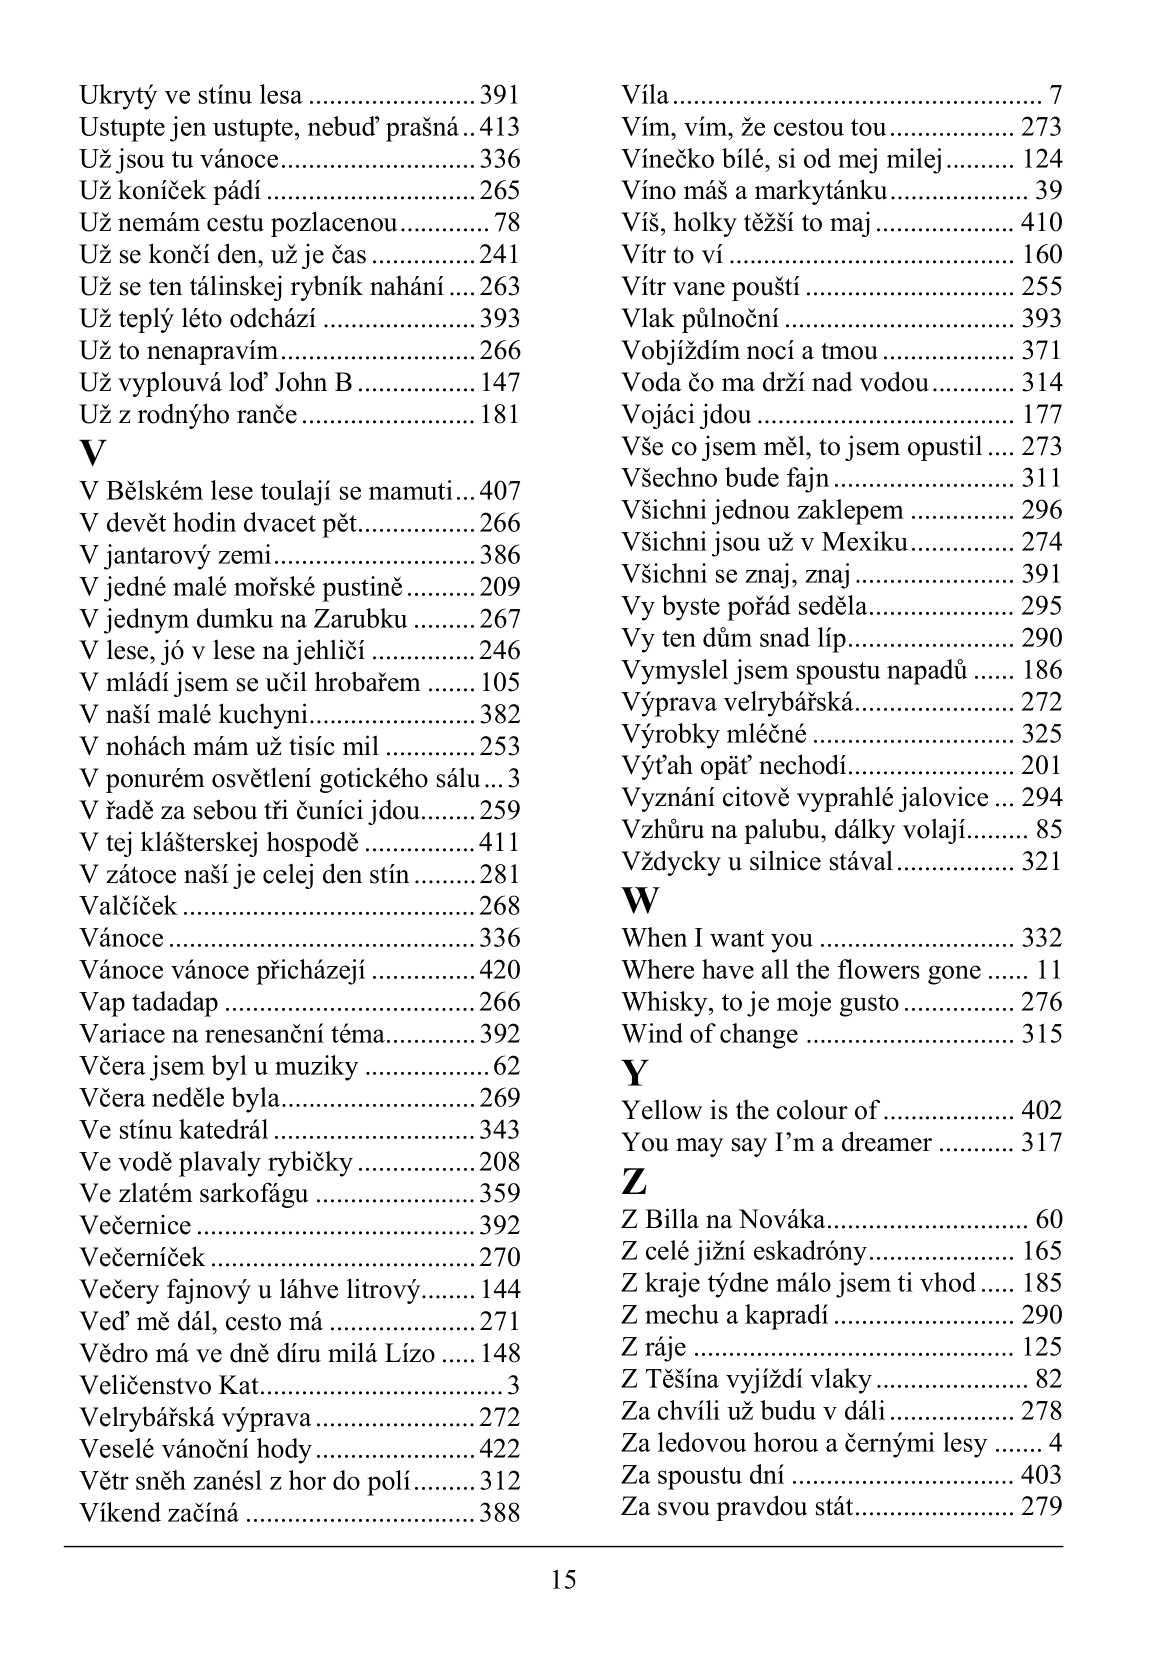 Ukrytý ve stínu lesa ........................ 391
Ustupte jen ustupte, nebuď prašná .. 413
Už jsou tu vánoce............................ 336
Už koníček pádí .............................. 265
Už nemám cestu pozlacenou............. 78
Už se končí den, už je čas ............... 241
Už se ten tálinskej rybník nahání .... 263
Už teplý léto odchází ...................... 393
Už to nenapravím............................ 266
Už vyplouvá loď John B ................. 147
Už z rodnýho ranče ......................... 181
V
V Bělském lese toulají se mamuti... 407
V devět hodin dvacet pět................. 266
V jantarový zemi............................. 386
V jedné malé mořské pustině .......... 209
V jednym dumku na Zarubku ......... 267
V lese, jó v lese na jehličí ............... 246
V mládí jsem se učil hrobařem ....... 105
V naší malé kuchyni........................ 382
V nohách mám už tisíc mil ............. 253
V ponurém osvětlení gotického sálu ... 3
V řadě za sebou tři čuníci jdou........ 259
V tej klášterskej hospodě ................ 411
V zátoce naší je celej den stín ......... 281
Valčíček .......................................... 268
Vánoce ............................................ 336
Vánoce vánoce přicházejí ............... 420
Vap tadadap .................................... 266
Variace na renesanční téma............. 392
Včera jsem byl u muziky .................. 62
Včera neděle byla............................ 269
Ve stínu katedrál ............................. 343
Ve vodě plavaly rybičky ................. 208
Ve zlatém sarkofágu ....................... 359
Večernice ........................................ 392
Večerníček ...................................... 270
Večery fajnový u láhve litrový........ 144
Veď mě dál, cesto má ..................... 271
Vědro má ve dně díru milá Lízo ..... 148
Veličenstvo Kat................................... 3
Velrybářská výprava ....................... 272
Veselé vánoční hody ....................... 422
Větr sněh zanésl z hor do polí......... 312
Víkend začíná ................................. 388
Víla ..................................................... 7
Vím, vím, že cestou tou.................. 273
Vínečko bílé, si od mej milej .......... 124
Víno máš a markytánku.................... 39
Víš, holky těžší to maj .................... 410
Vítr to ví ......................................... 160
Vítr vane pouští .............................. 255
Vlak půlnoční ................................. 393
Vobjíždím nocí a tmou ................... 371
Voda čo ma drží nad vodou............ 314
Vojáci jdou ..................................... 177
Vše co jsem měl, to jsem opustil .... 273
Všechno bude fajn .......................... 311
Všichni jednou zaklepem ............... 296
Všichni jsou už v Mexiku............... 274
Všichni se znaj, znaj ....................... 391
Vy byste pořád seděla..................... 295
Vy ten dům snad líp........................ 290
Vymyslel jsem spoustu napadů ...... 186
Výprava velrybářská....................... 272
Výrobky mléčné ............................. 325
Výťah opäť nechodí........................ 201
Vyznání citově vyprahlé jalovice ... 294
Vzhůru na palubu, dálky volají......... 85
Vždycky u silnice stával ................. 321
W
When I want you ............................ 332
Where have all the flowers gone ...... 11
Whisky, to je moje gusto ................ 276
Wind of change .............................. 315
Y
Yellow is the colour of ................... 402
You may say I’m a dreamer ........... 317
Z
Z Billa na Nováka............................. 60
Z celé jižní eskadróny..................... 165
Z kraje týdne málo jsem ti vhod ..... 185
Z mechu a kapradí .......................... 290
Z ráje .............................................. 125
Z Těšína vyjíždí vlaky ...................... 82
Za chvíli už budu v dáli .................. 278
Za ledovou horou a černými lesy ....... 4
Za spoustu dní ................................ 403
Za svou pravdou stát....................... 279
15